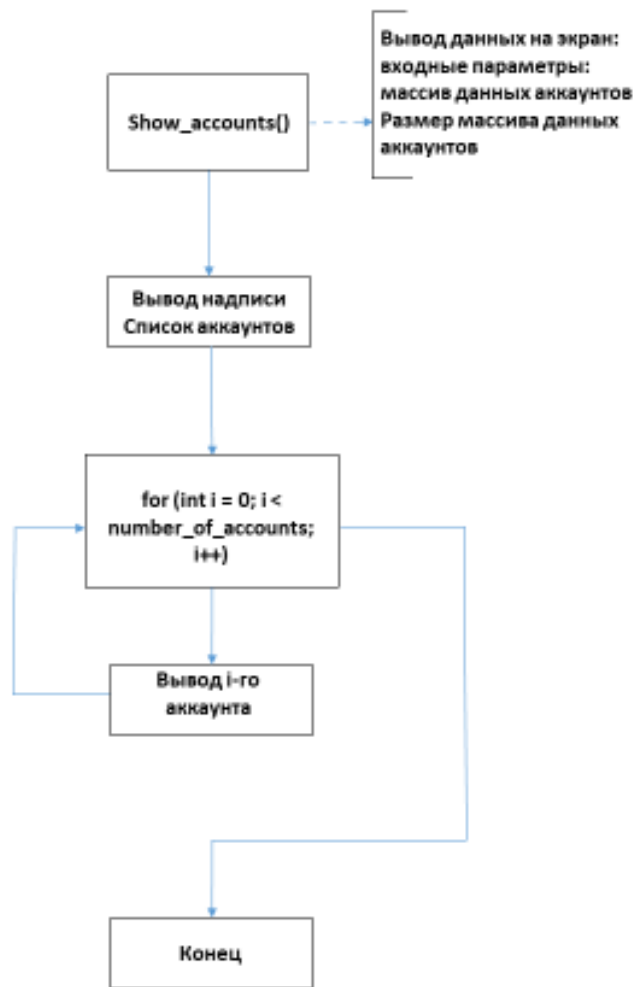 Show_accounts()
Вывод данных на экран:
входные параметры:
массив данных аккаунтов
Размер массива данных
аккаунтов
Вывод надписи
Список аккаунтов
for (int i = 0; i <
number_of_accounts;
i++)
Вывод i-го
аккаунта
Конец